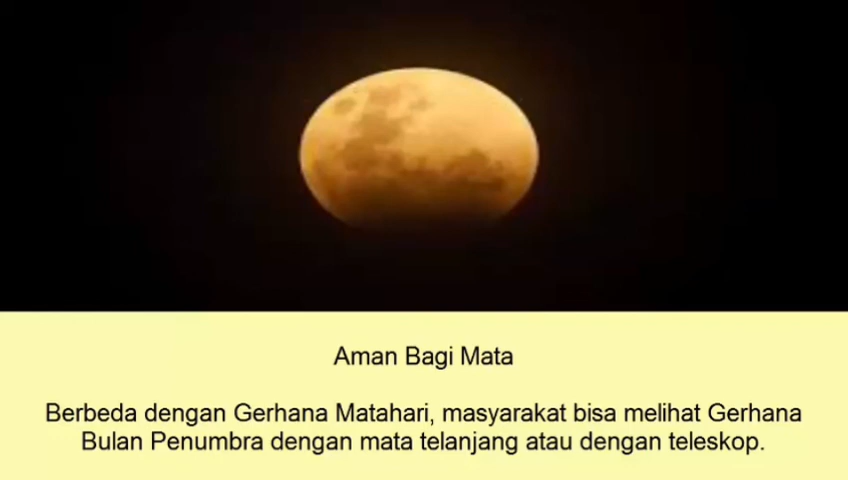 Aman Bagi Mata
Berbeda dengan Gerhana Matahari, masyarakat bisa melihat Gerhana
Bulan Penumbra dengan mata telanjang atau dengan teleskop.